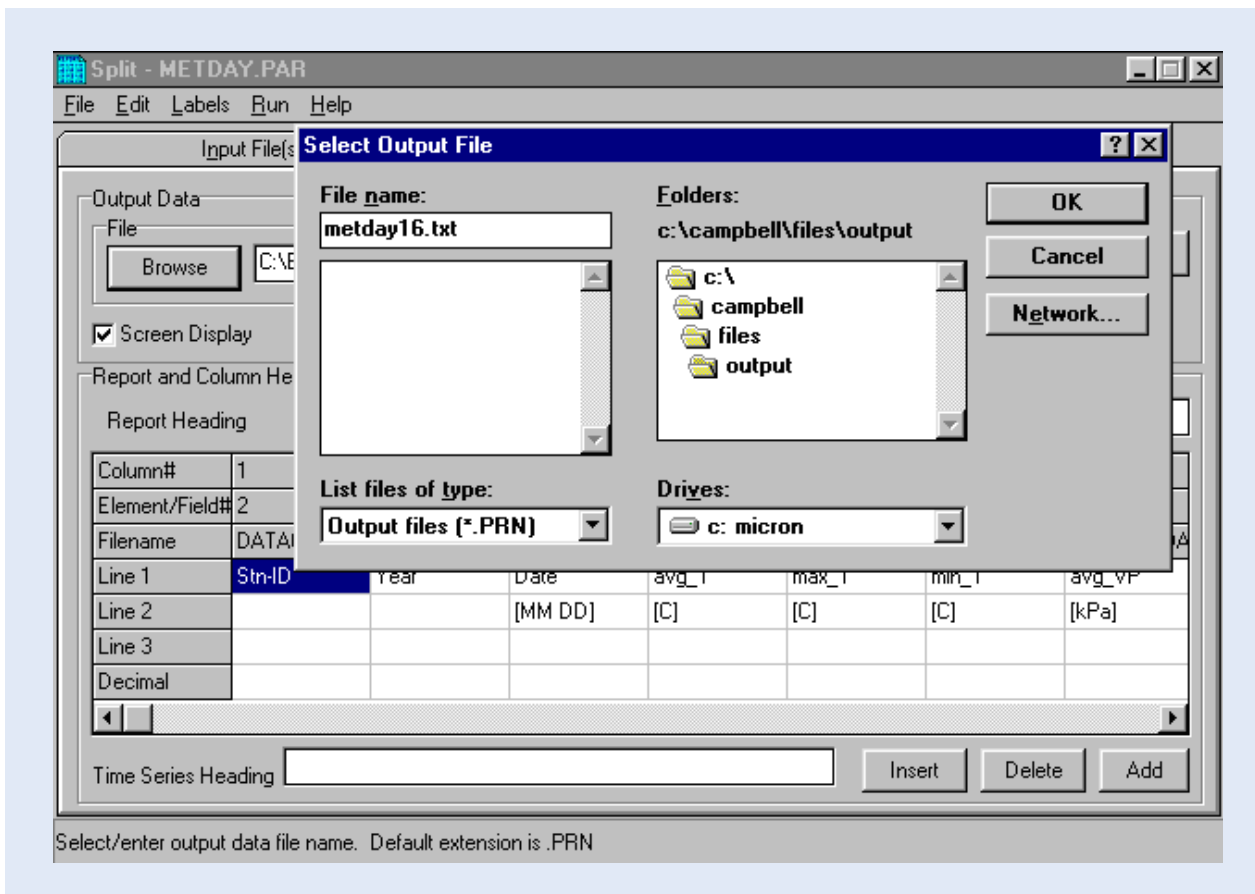 Split - METDAY.PAR
File Edit Labels Run Help
Input File(s
Select Output File
Output Data
File
Browse
Screen Display
Report and Column He
Report Heading
File name:
metday16.txt
Folders:
c:\campbell\files\output
c:\
campbell
files
output
OK
Cancel
Network...
List files of type:
Output files (*.PRN)
Drives:
c: micron
Column# 1
Element/Field# 2
Filename
Line 1 Stn-ID Year Date avg_T max_T min_T avg_VP
Line 2 [MM DD] [C] [C] [C] [kPa]
Line 3
Decimal
Time Series Heading
Insert Delete Add
Select/enter output data file name. Default extension is .PRN